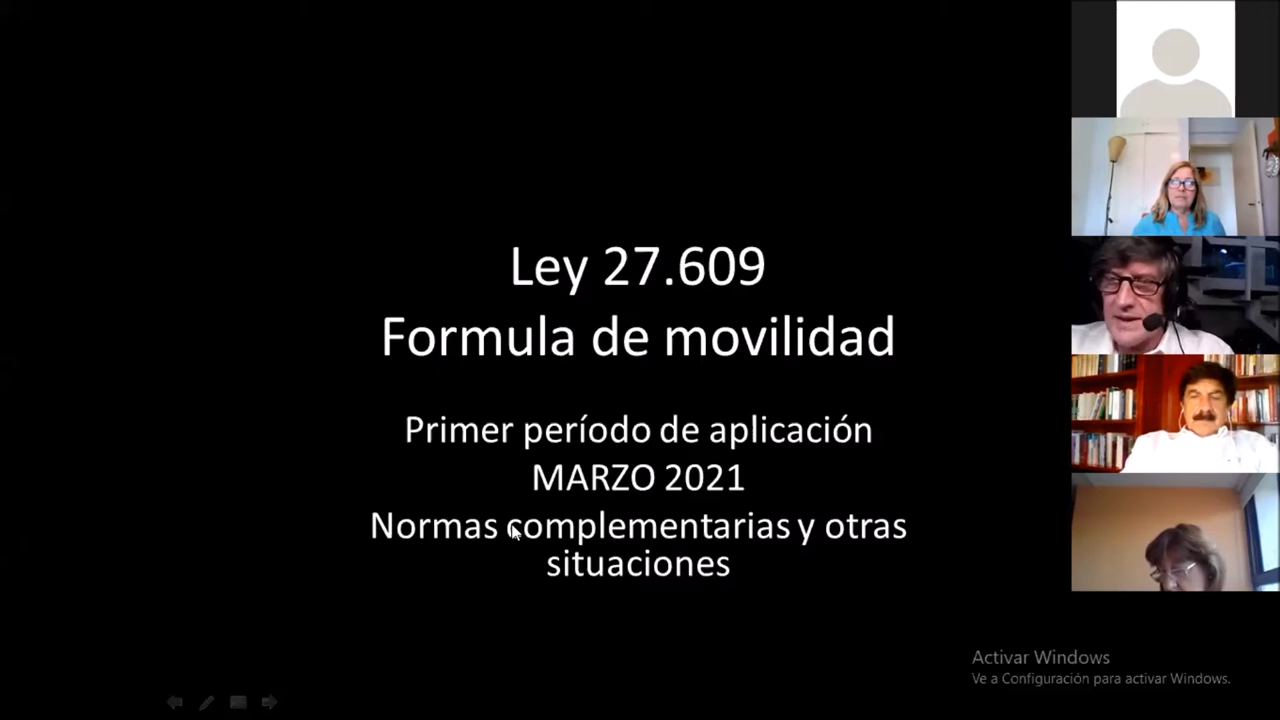 Ley 27.609
Formula de movilidad
Primer período de aplicación
MARZO 2021
Normas complementarias y otras
situaciones
Activar Windows
Ve a Configuración para activar Windows.